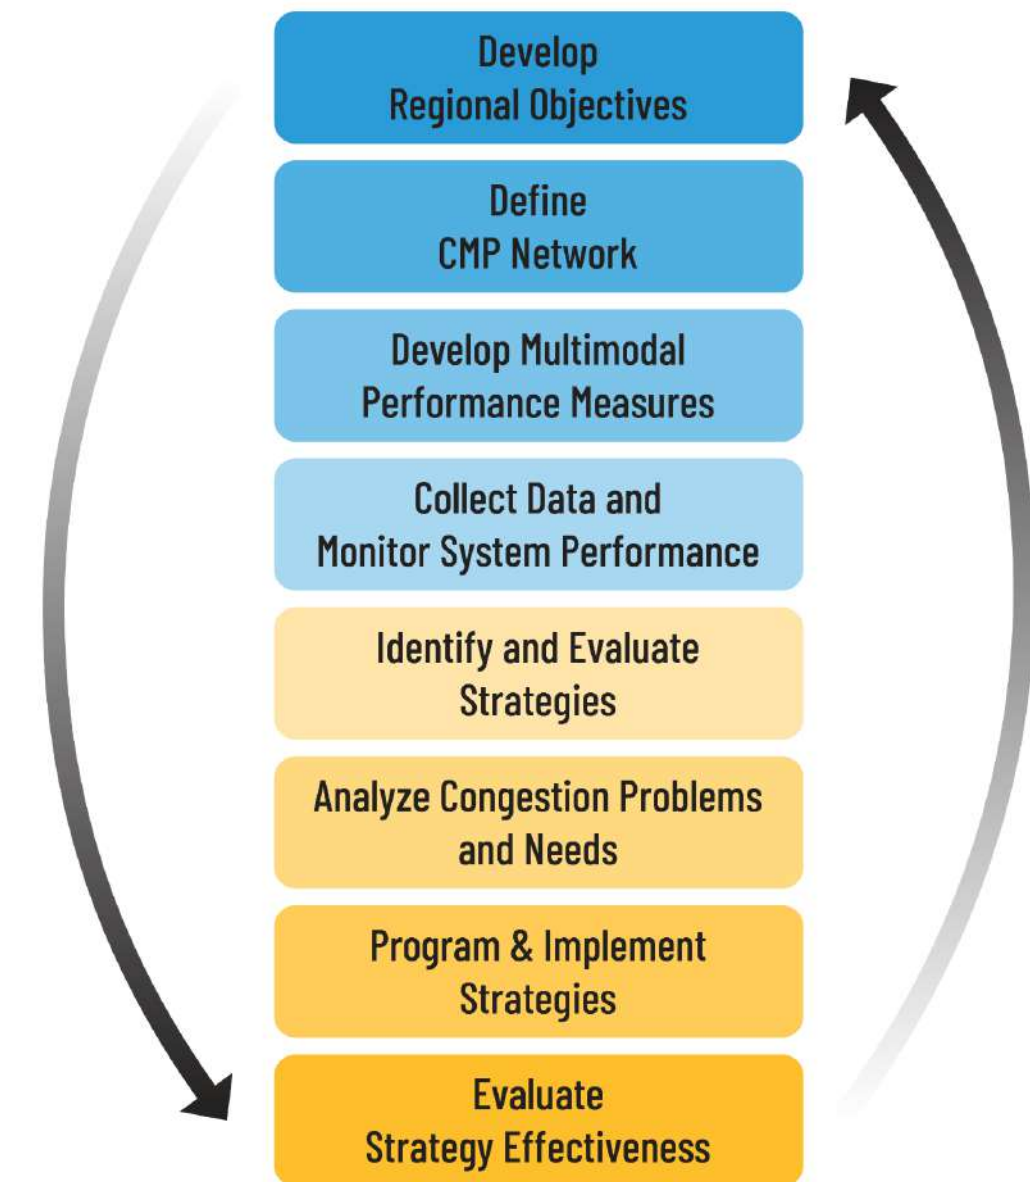 Develop
Regional Objectives
Define
CMP Network
Develop Multimodal
Performance Measures
Collect Data and
Monitor System Performance
Identify and Evaluate
Strategies
Analyze Congestion Problems
and Needs
Program & Implement
Strategies
Evaluate
Strategy Effectiveness